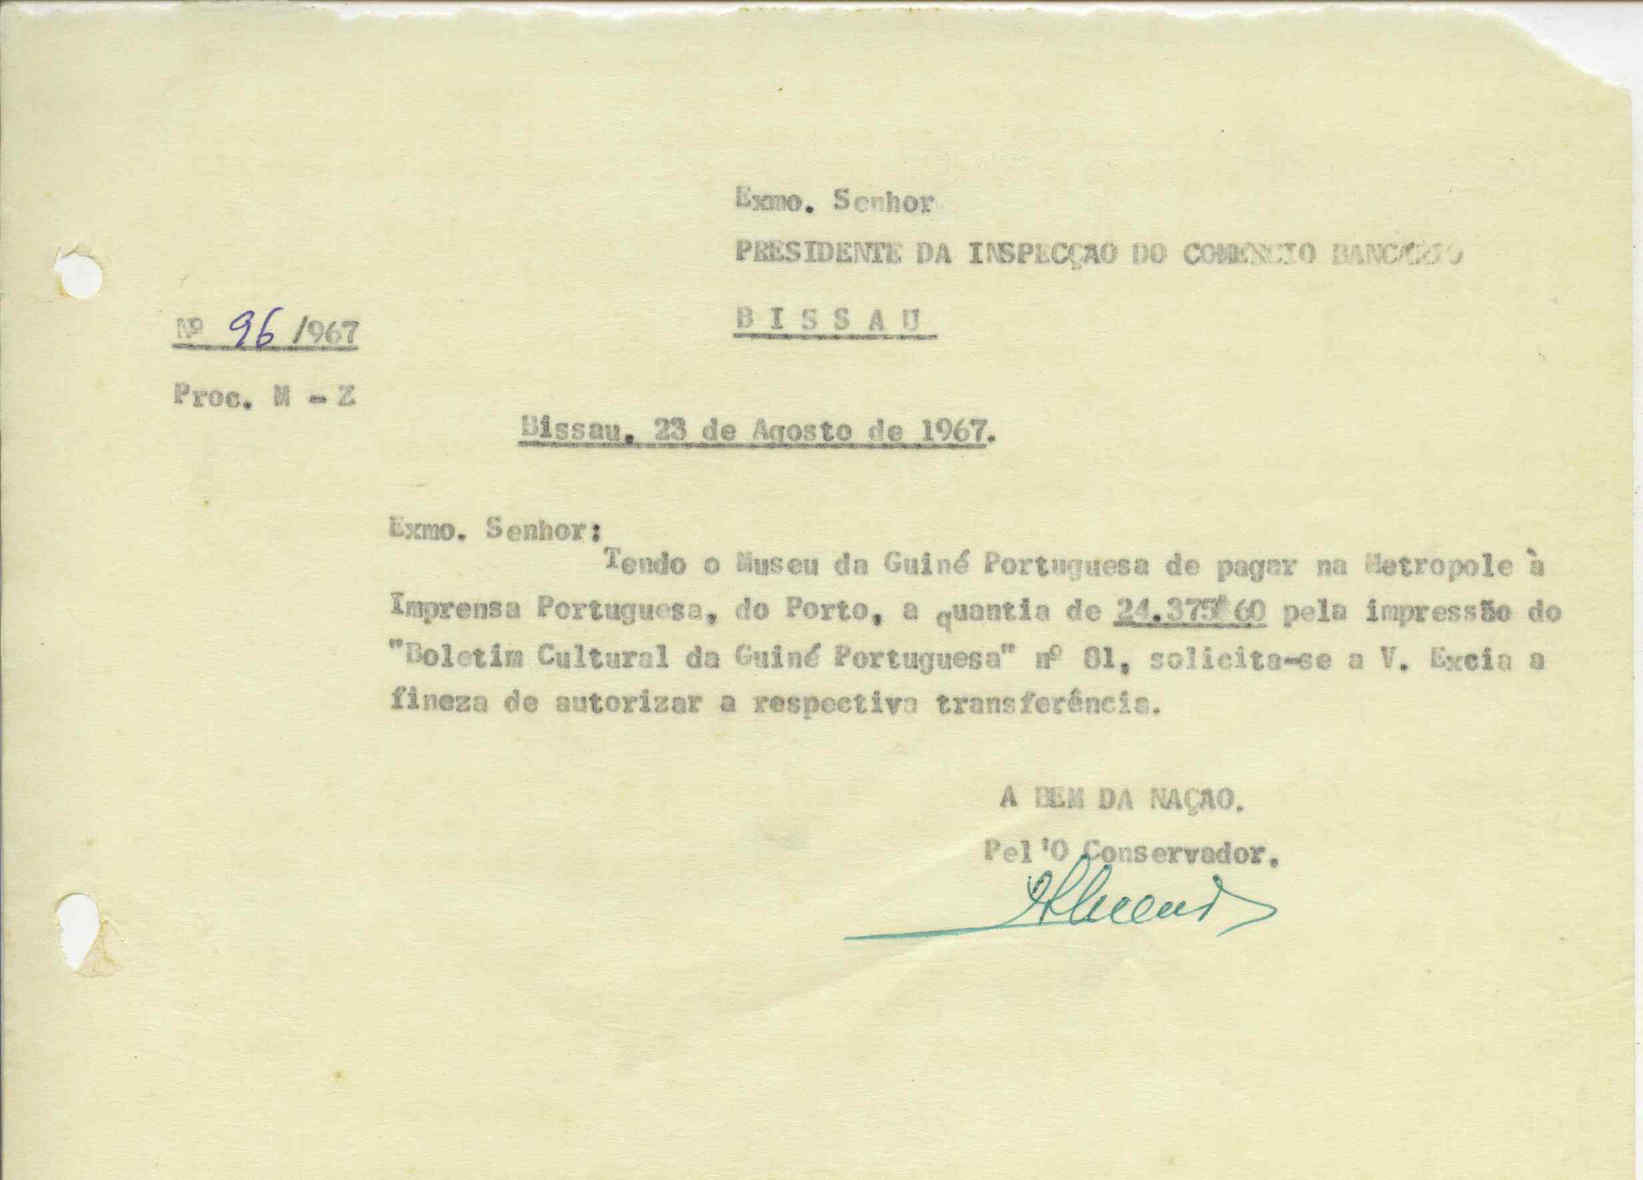 Exmo. Senhor
PRESIDENTE DA INSPECÇAO DO COMERCIO BANCARIO
BISSAU
Nº 96/967
Proc. M - Z
Bissau, 23 de Agosto de 1967.
Exmo. Senhor:
Tendo o Museu da Guiné Portuguesa de pagar na Metropole à
Imprensa Portuguesa, do Porto, a quantia de 24.375$60 pela impressão do
"Boletim Cultural da Guiné Portuguesa" nº 81, solicita-se a V. Excia a
fineza de autorizar a respectiva transferência.
A BEM DA NAÇAO.
Pel'O Conservador,